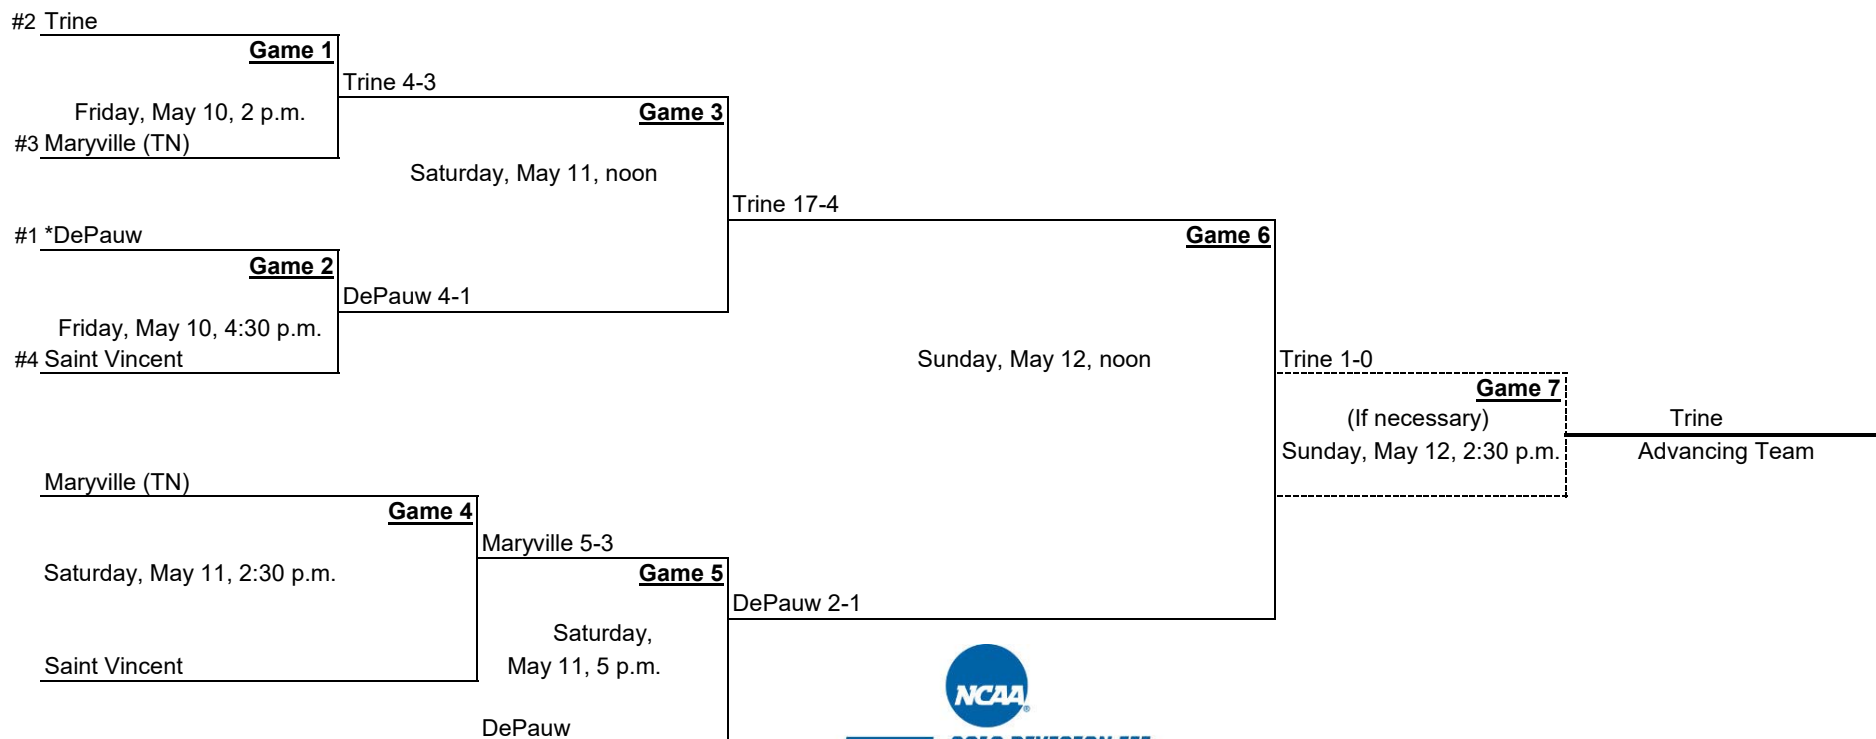 #2 Trine
Game 1
Trine 4-3
Friday, May 10, 2 p.m.
Game 3
#3 Maryville (TN)
Saturday, May 11, noon
Trine 17-4
#1 *DePauw
Game 6
Game 2
DePauw 4-1
Friday, May 10, 4:30 p.m.
#4 Saint Vincent
Sunday, May 12, noon
Trine 1-0
Game 7
(If necessary)
Trine
Sunday, May 12, 2:30 p.m.
Advancing Team
Maryville (TN)
Game 4
Maryville 5-3
Saturday, May 11, 2:30 p.m.
Game 5
DePauw 2-1
Saturday,
Saint Vincent
May 11, 5 p.m.
NCAA
®
DePauw